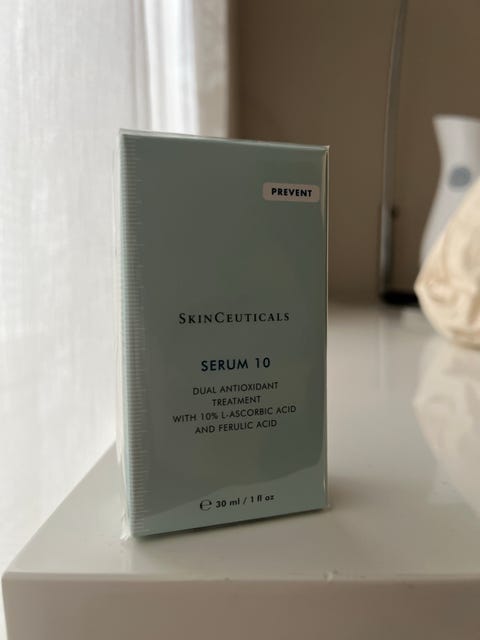 PREVENT
SKINCEUTICALS
SERUM 10
DUAL ANTIOXIDANT
TREATMENT
WITH 10% L-ASCORBIC ACID
AND FERULIC ACID
℮ 30 ml / 1 fl oz